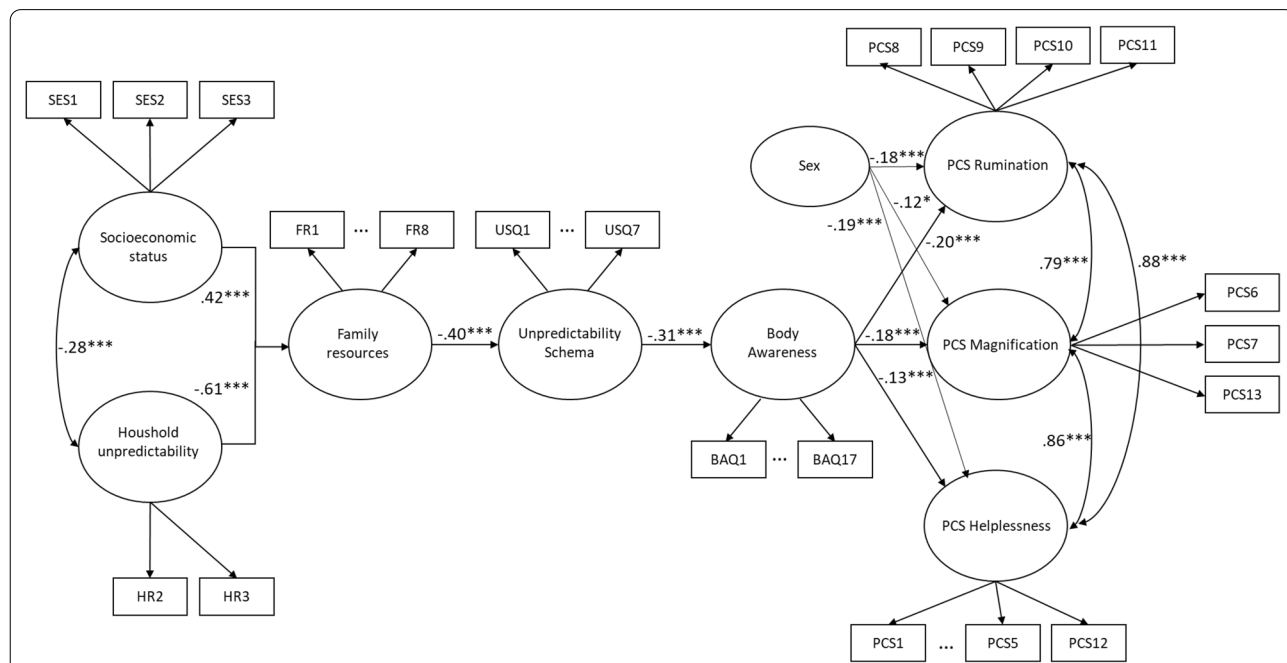 PCS8
PCS9
PCS10
PCS11
SES1
SES2
SES3
Sex
-.18***
PCS Rumination
-.12*
-.19***
-.20***
FR1
...
FR8
USQ1
...
USQ7
Socioeconomic
status
.42***
.79***
.88***
PCS6
-.28***
Family
resources
-.40***
Unpredictability
Schema
-.31***
Body
Awareness
-.18***
PCS Magnification
PCS7
-.13***
PCS13
-.61***
Houshold
unpredictability
.86***
BAQ1
...
BAQ17
PCS Helplessness
HR2
HR3
PCS1
...
PCS5
PCS12